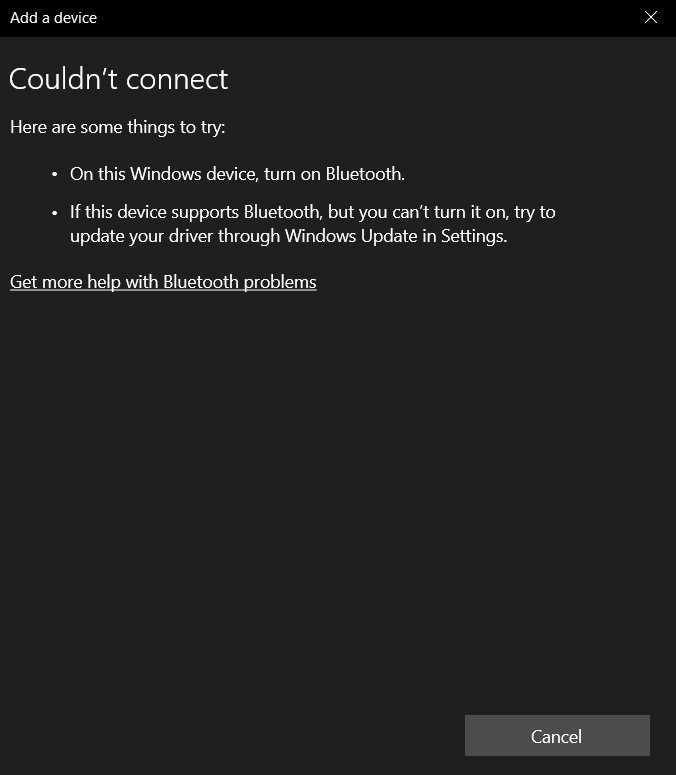 Add a device
Couldn’t connect
Here are some things to try:
• On this Windows device, turn on Bluetooth.
• If this device supports Bluetooth, but you can’t turn it on, try to
update your driver through Windows Update in Settings.
Get more help with Bluetooth problems
Cancel